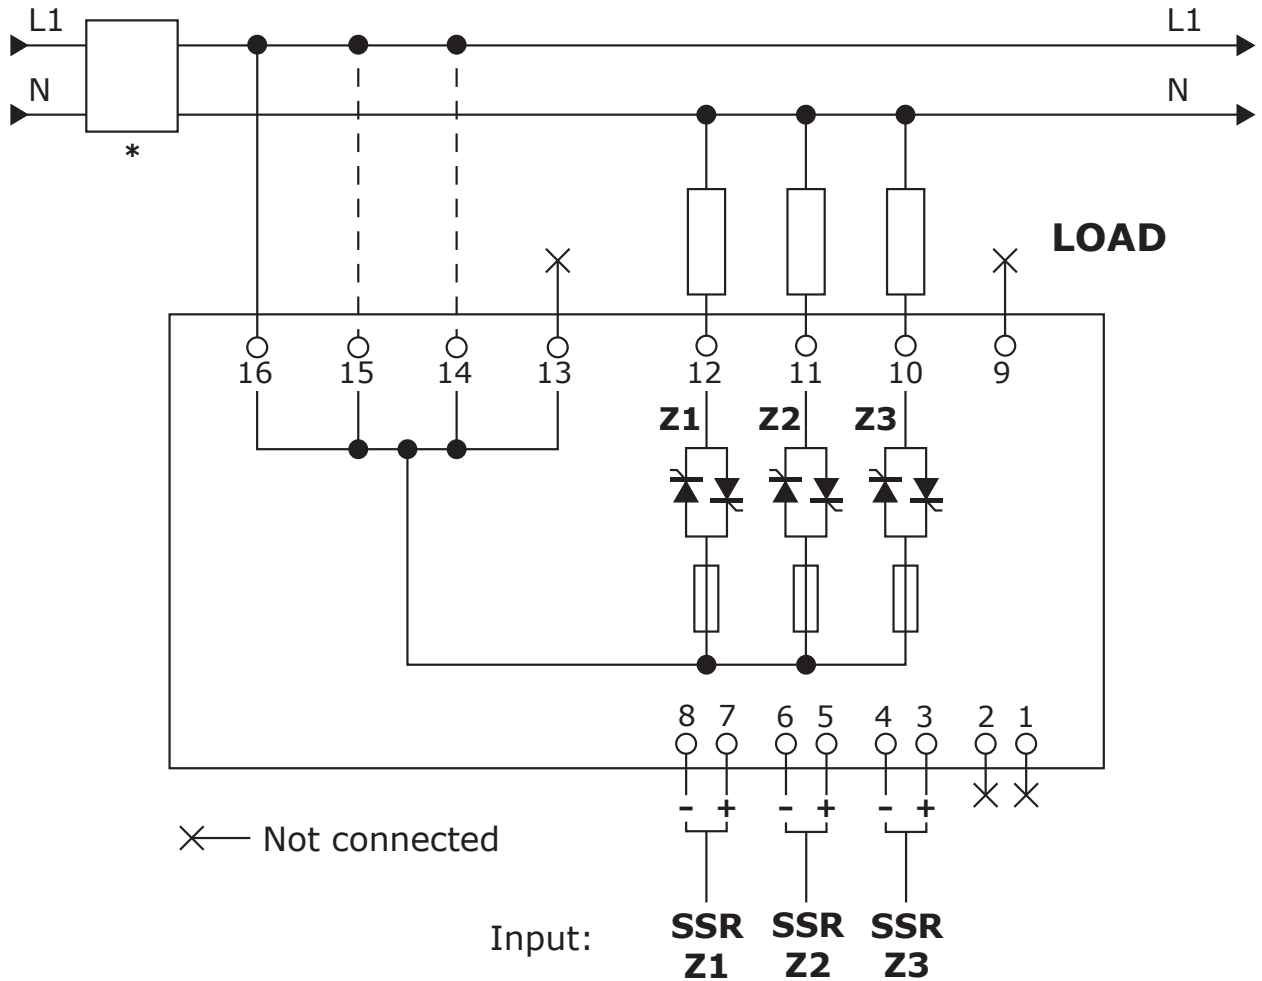 L1 L1
N N
*
LOAD
16 15 14 13 12 11 10 9
Z1 Z2 Z3
8 7 6 5 4 3 2 1
- + - + - +
Not connected
Input: SSR Z1 SSR Z2 SSR Z3